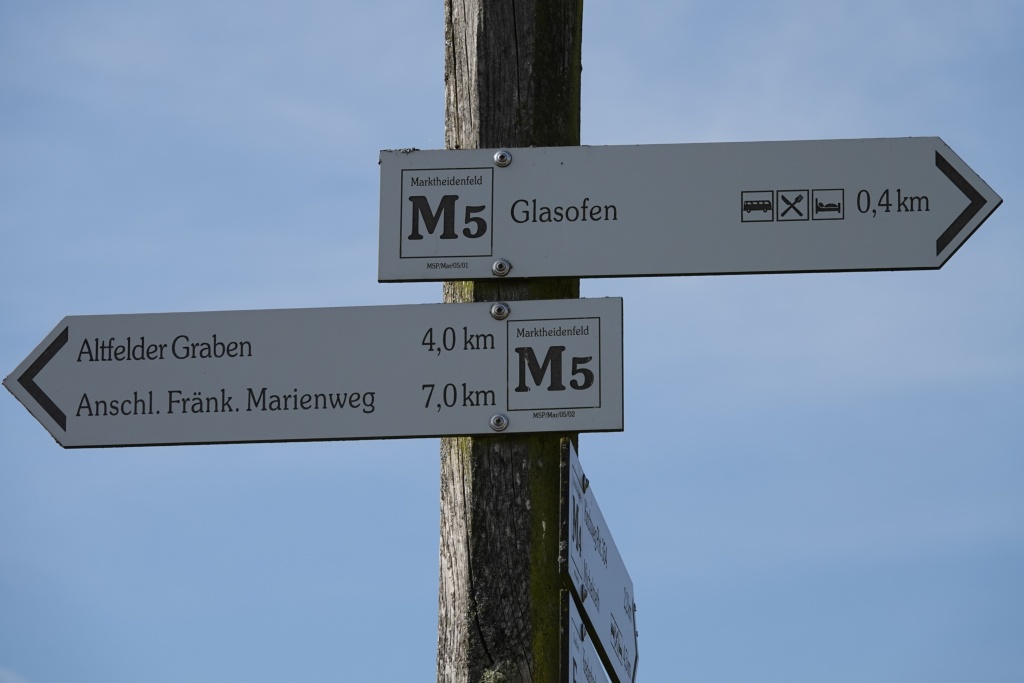 Marktheidenfeld
M5
MSP/Mar/05/01
Glasofen
0,4 km
Altfelder Graben 4,0 km
Anschl. Fränk. Marienweg 7,0 km
Marktheidenfeld
M5
MSP/Mar/05/02
M4